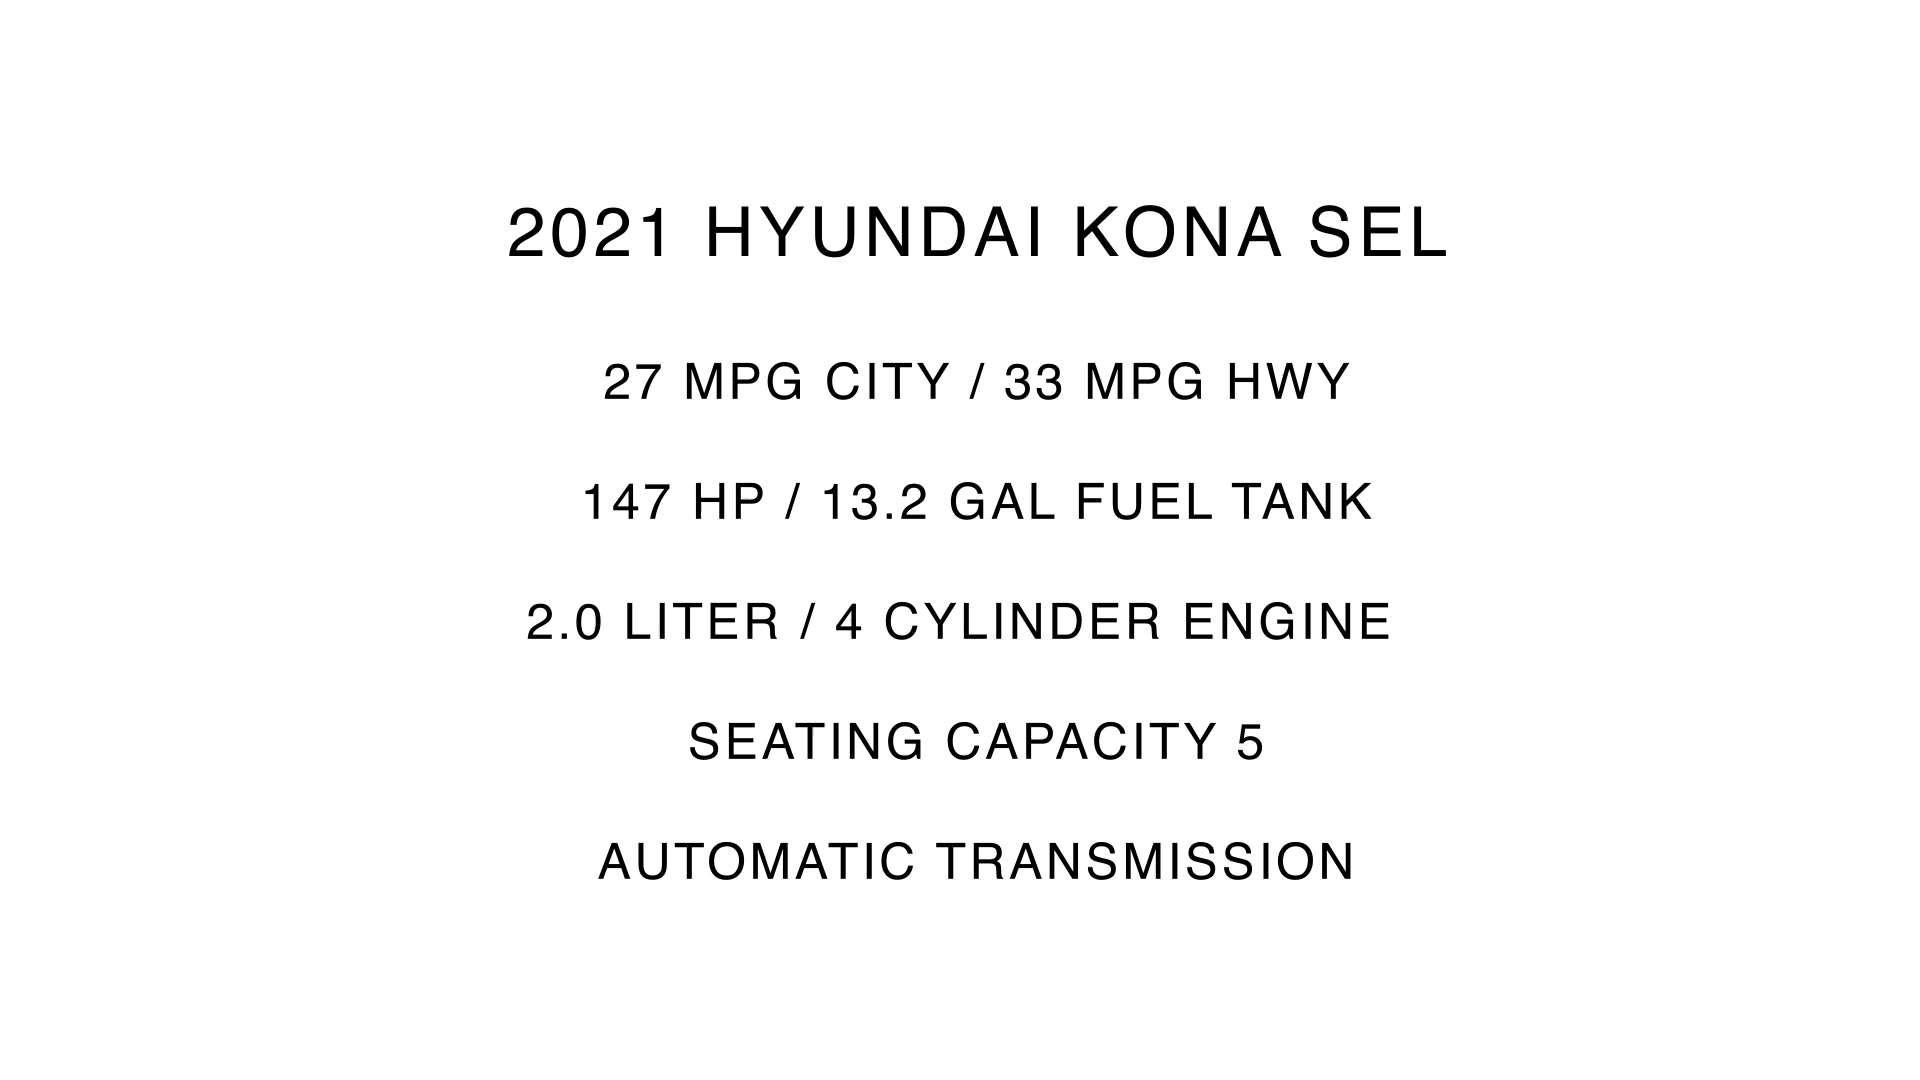 2021 HYUNDAI KONA SEL
27 MPG CITY / 33 MPG HWY
147 HP / 13.2 GAL FUEL TANK
2.0 LITER / 4 CYLINDER ENGINE
SEATING CAPACITY 5
AUTOMATIC TRANSMISSION